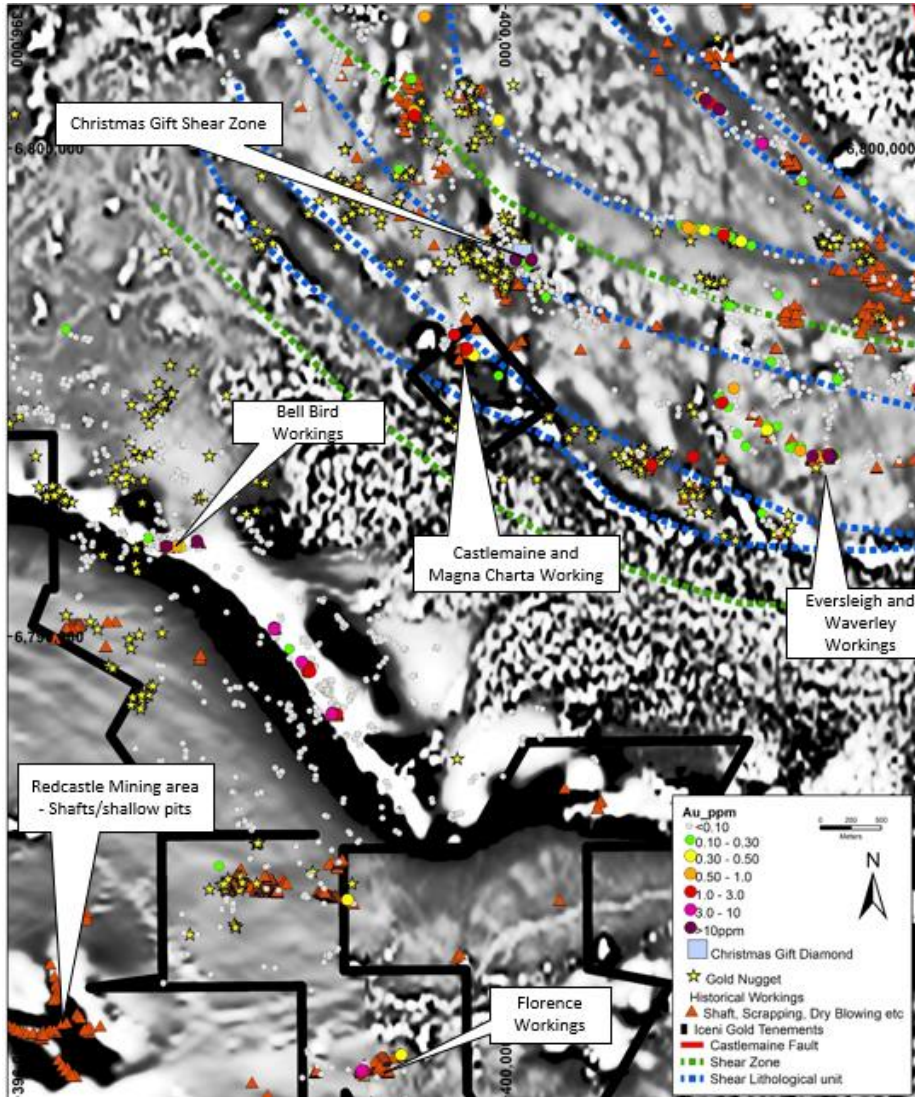 396,000
400,000
Christmas Gift Shear Zone
6,800,000
6,800,000
Bell Bird
Workings
Castlemaine and
Magna Charta Working
Eversleigh and
Waverley
Workings
Redcastle Mining area
- Shafts/shallow pits
Florence
Workings
Au_ppm
<0.10
0.10 - 0.30
0.30 - 0.50
0.50 - 1.0
1.0 - 3.0
3.0 - 10
>10ppm
Christmas Gift Diamond
Gold Nugget
Historical Workings
Shaft, Scrapping, Dry Blowing etc
Iceni Gold Tenements
Castlemaine Fault
Shear Zone
Shear Lithological unit
Meters
N